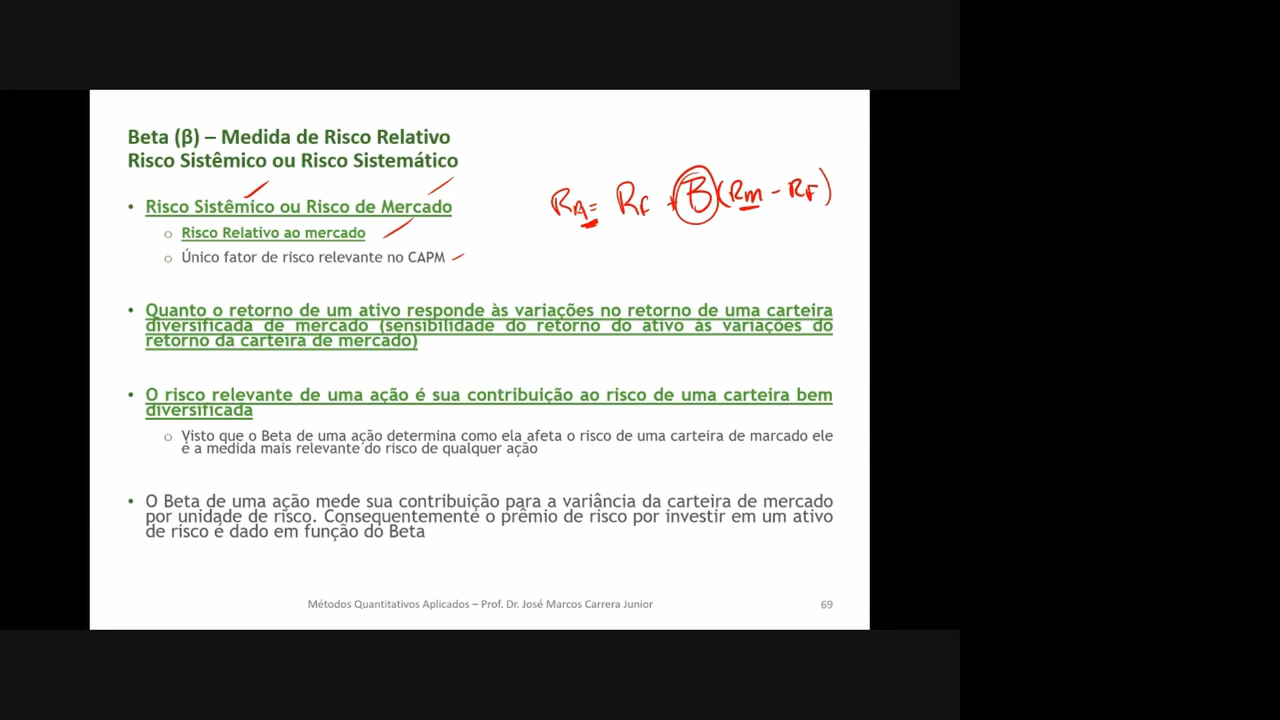 Beta (β) – Medida de Risco Relativo
Risco Sistêmico ou Risco Sistemático
• Risco Sistêmico ou Risco de Mercado
RA = RF + B (Rm - RF)
o Risco Relativo ao mercado
o Único fator de risco relevante no CAPM
• Quanto o retorno de um ativo responde às variações no retorno de uma carteira
diversificada de mercado (sensibilidade do retorno do ativo às variações do
retorno da carteira de mercado)
• O risco relevante de uma ação é sua contribuição ao risco de uma carteira bem
diversificada
o Visto que o Beta de uma ação determina como ela afeta o risco de uma carteira de marcado ele
é a medida mais relevante do risco de qualquer ação
• O Beta de uma ação mede sua contribuição para a variância da carteira de mercado
por unidade de risco. Consequentemente o prêmio de risco por investir em um ativo
de risco é dado em função do Beta
Métodos Quantitativos Aplicados – Prof. Dr. José Marcos Carrera Junior
69